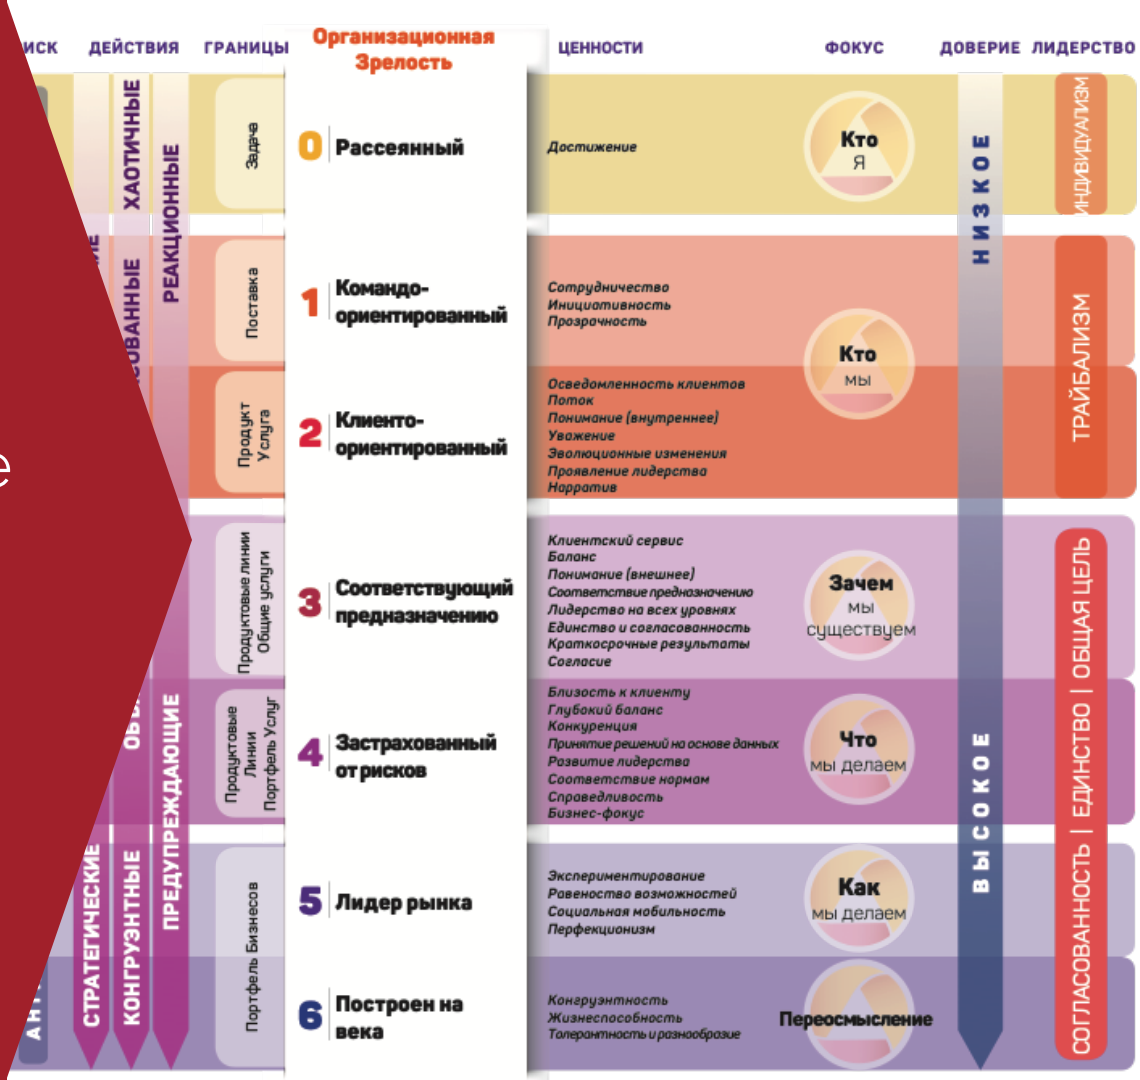 ДЕЙСТВИЯ
ГРАНИЦЫ
Организационная
Зрелость
ЦЕННОСТИ
ФОКУС
ДОВЕРИЕ
ЛИДЕРСТВО
ХАОТИЧНЫЕ
РЕАКЦИОННЫЕ
Задача
0 Рассеянный
Достижение
Кто
Я
НИЗКОЕ
ИНДИВИДУАЛИЗМ
Поставка
1 Командо-
ориентированный
Сотрудничество
Инициативность
Прозрачность
Кто
мы
ТРАЙБАЛИЗМ
Продукт
Услуга
2 Клиенто-
ориентированный
Осведомленность клиентов
Поток
Понимание (внутреннее)
Уважение
Эволюционные изменения
Проявление лидерства
Нарратив
Продуктовые линии
Общие услуги
3 Соответствующий
предназначению
Клиентский сервис
Баланс
Понимание (внешнее)
Соответствие предназначению
Лидерство на всех уровнях
Единство и согласованность
Краткосрочные результаты
Согласие
Зачем
мы
существуем
СОГЛАСОВАННОСТЬ | ЕДИНСТВО | ОБЩАЯ ЦЕЛЬ
ПРЕДУПРЕЖДАЮЩИЕ
Продуктовые
Линии
Портфель Услуг
4 Застрахованный
от рисков
Близость к клиенту
Глубокий баланс
Конкуренция
Принятие решений на основе данных
Развитие лидерства
Соответствие нормам
Справедливость
Бизнес-фокус
Что
мы делаем
ВЫСОКОЕ
СТРАТЕГИЧЕСКИЕ
КОНГРУЭНТНЫЕ
Портфель Бизнесов
5 Лидер рынка
Экспериментирование
Равеноство возможностей
Социальная мобильность
Перфекционизм
Как
мы делаем
6 Построен на
века
Конгруэнтность
Жизнеспособность
Толерантность и разнообразие
Переосмысление